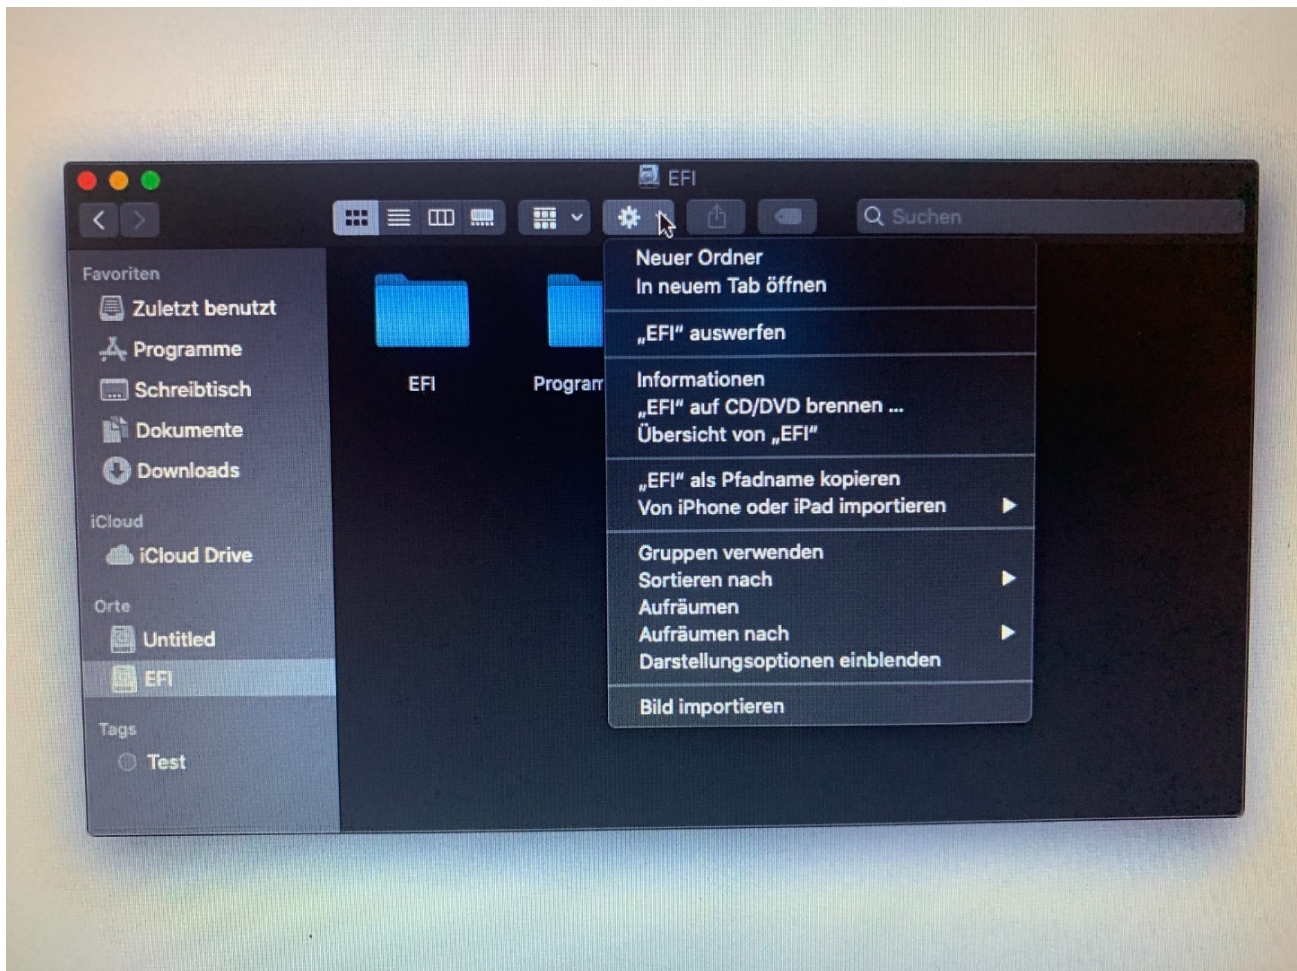 EFI
Suchen
Favoriten
Zuletzt benutzt
Programme
Schreibtisch
Dokumente
Downloads
iCloud
iCloud Drive
Orte
Untitled
EFI
Tags
Test
EFI
Program
Neuer Ordner
In neuem Tab öffnen
„EFI“ auswerfen
Informationen
„EFI“ auf CD/DVD brennen ...
Übersicht von „EFI“
„EFI“ als Pfadname kopieren
Von iPhone oder iPad importieren
Gruppen verwenden
Sortieren nach
Aufräumen
Aufräumen nach
Darstellungsoptionen einblenden
Bild importieren